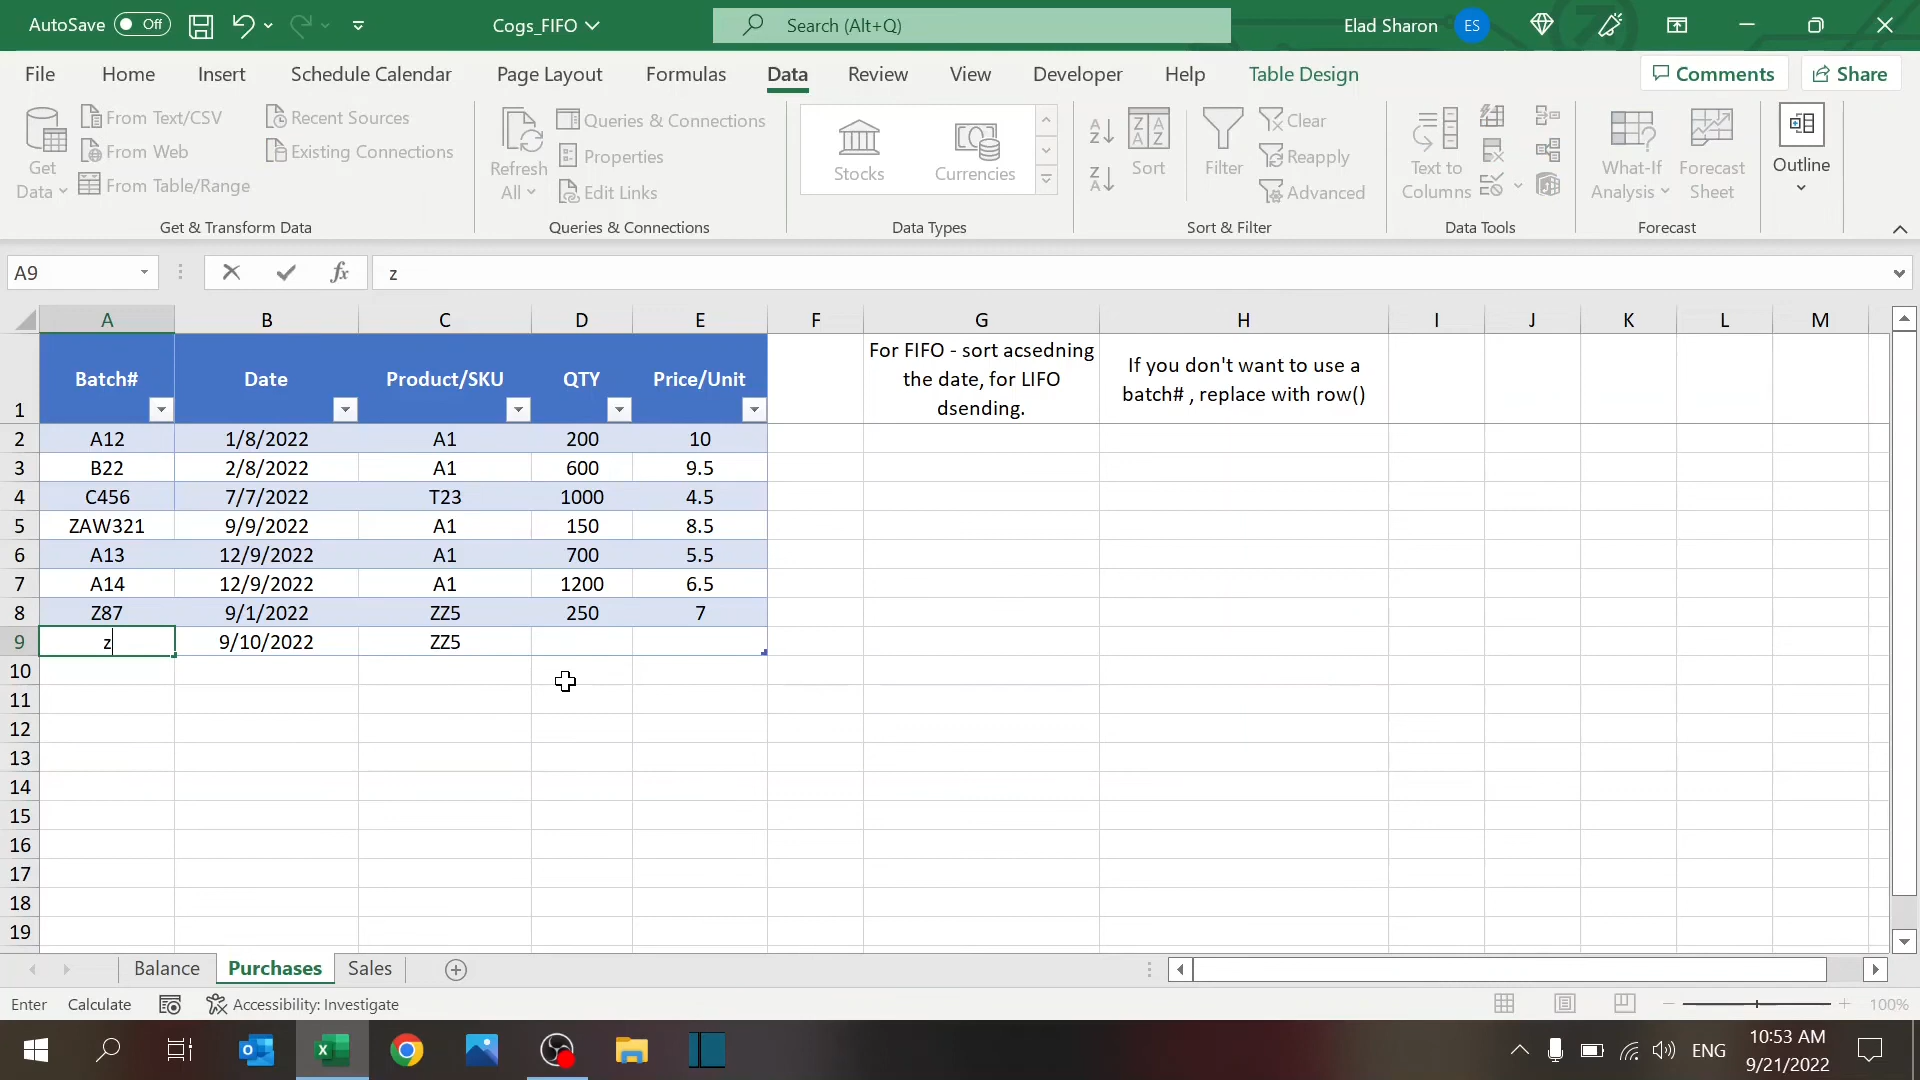 AutoSave Off Cogs_FIFO Search (Alt+Q) Elad Sharon ES
File Home Insert Schedule Calendar Page Layout Formulas Data Review View Developer Help Table Design Comments Share
Get Data
From Text/CSV
From Web
From Table/Range
Recent Sources
Existing Connections
Get & Transform Data
Refresh All
Queries & Connections
Properties
Edit Links
Queries & Connections
Stocks
Currencies
Data Types
Sort
Filter
Clear
Reapply
Advanced
Sort & Filter
Text to Columns
Data Tools
What-If Analysis
Forecast Sheet
Forecast
Outline
A9 fx z
A B C D E F G H I J K L M
1 Batch# Date Product/SKU QTY Price/Unit
For FIFO - sort acsedning
the date, for LIFO
dsending.
If you don't want to use a
batch# , replace with row()
2 A12 1/8/2022 A1 200 10
3 B22 2/8/2022 A1 600 9.5
4 C456 7/7/2022 T23 1000 4.5
5 ZAW321 9/9/2022 A1 150 8.5
6 A13 12/9/2022 A1 700 5.5
7 A14 12/9/2022 A1 1200 6.5
8 Z87 9/1/2022 ZZ5 250 7
9 z 9/10/2022 ZZ5
10
11
12
13
14
15
16
17
18
19
Balance Purchases Sales
Enter Calculate Accessibility: Investigate 100%
ENG 10:53 AM
9/21/2022